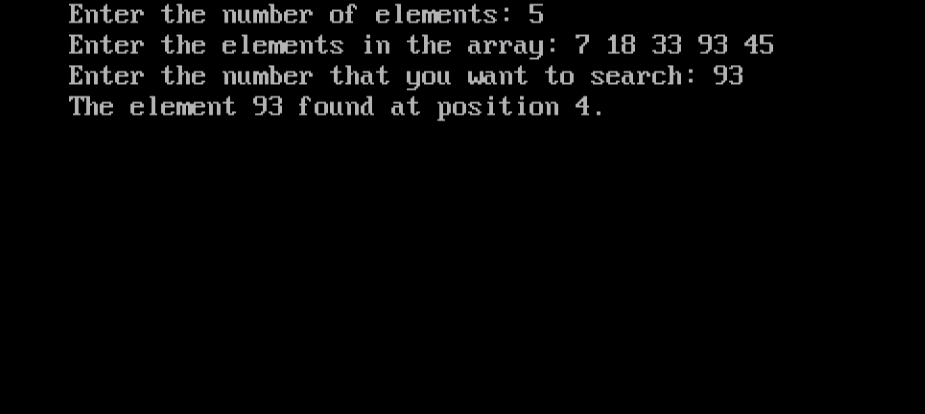 Enter the number of elements: 5
Enter the elements in the array: 7 18 33 93 45
Enter the number that you want to search: 93
The element 93 found at position 4.